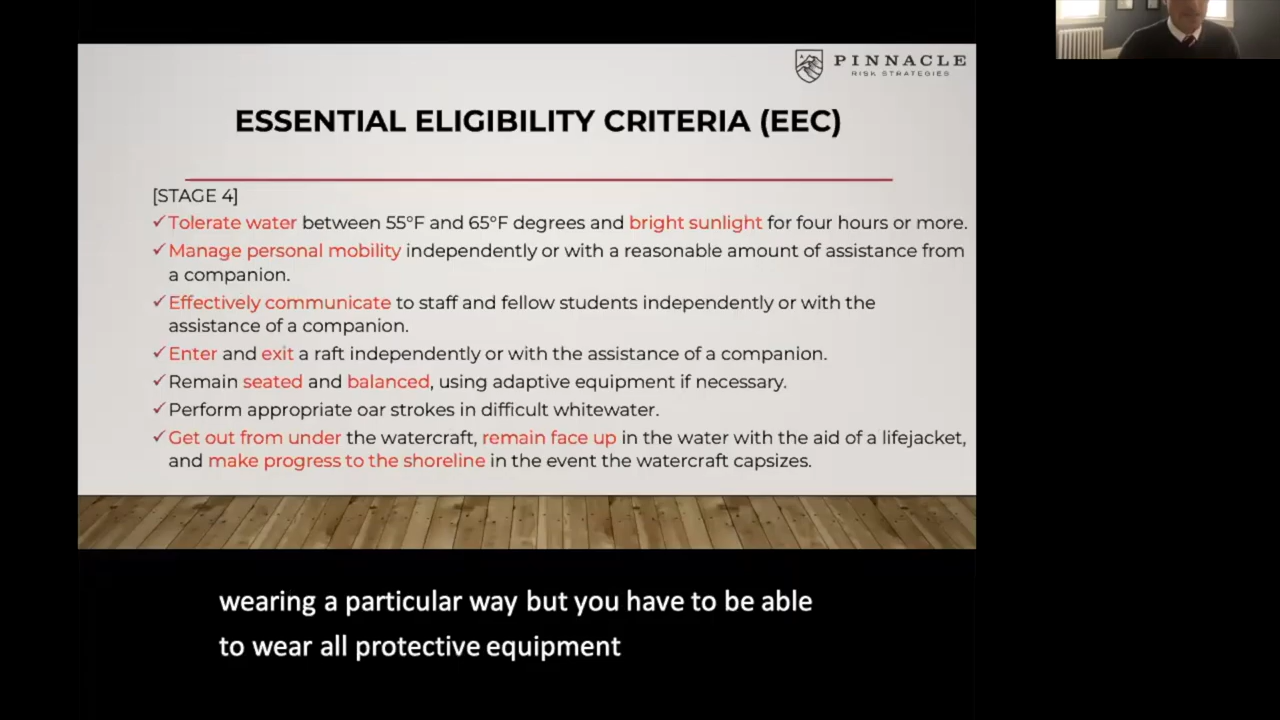 PINNACLE
RISK STRATEGIES
ESSENTIAL ELIGIBILITY CRITERIA (EEC)
[STAGE 4]
✓Tolerate water between 55°F and 65°F degrees and bright sunlight for four hours or more.
✓Manage personal mobility independently or with a reasonable amount of assistance from
a companion.
✓Effectively communicate to staff and fellow students independently or with the
assistance of a companion.
✓Enter and exit a raft independently or with the assistance of a companion.
✓Remain seated and balanced, using adaptive equipment if necessary.
✓Perform appropriate oar strokes in difficult whitewater.
✓Get out from under the watercraft, remain face up in the water with the aid of a lifejacket,
and make progress to the shoreline in the event the watercraft capsizes.
wearing a particular way but you have to be able
to wear all protective equipment